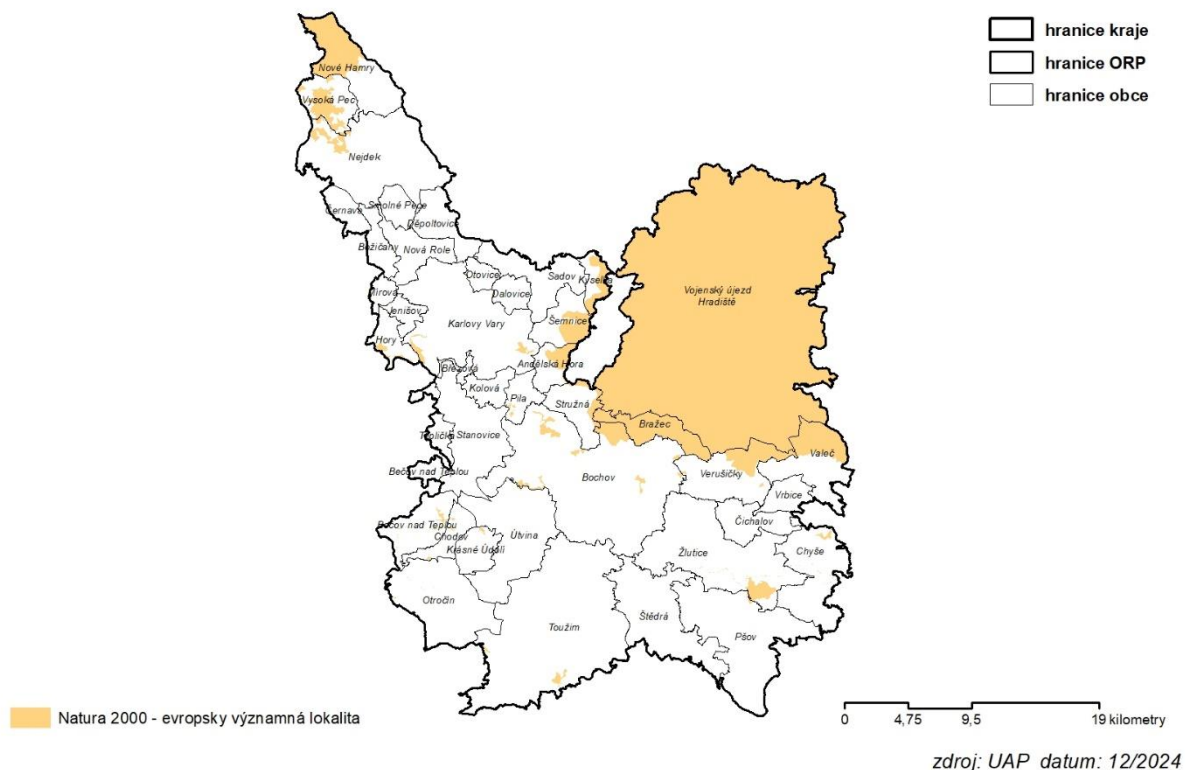 hranice kraje
hranice ORP
hranice obce
Nové Hamry
Vysoká Pec
Nejdek
Černava
Smolné Pece
Děpoltovice
Božičany
Nová Role
Otovice
Sadov
Kyselka
Mírová
Dalovice
Vojenský újezd
Hradiště
Jenišov
Karlovy Vary
Šemnice
Hory
Andělská Hora
Březová
Kolová
Pila
Stružná
Bražec
Teplička
Stanovice
Valeč
Bečov nad Teplou
Bochov
Verušičky
Vrbice
Bečov nad Teplou
Chodov
Krásné Údolí
Útvina
Čichalov
Žlutice
Chyše
Otročín
Toužim
Štědrá
Pšov
Natura 2000 - evropsky významná lokalita
0 4,75 9,5 19 kilometry
zdroj: UAP datum: 12/2024